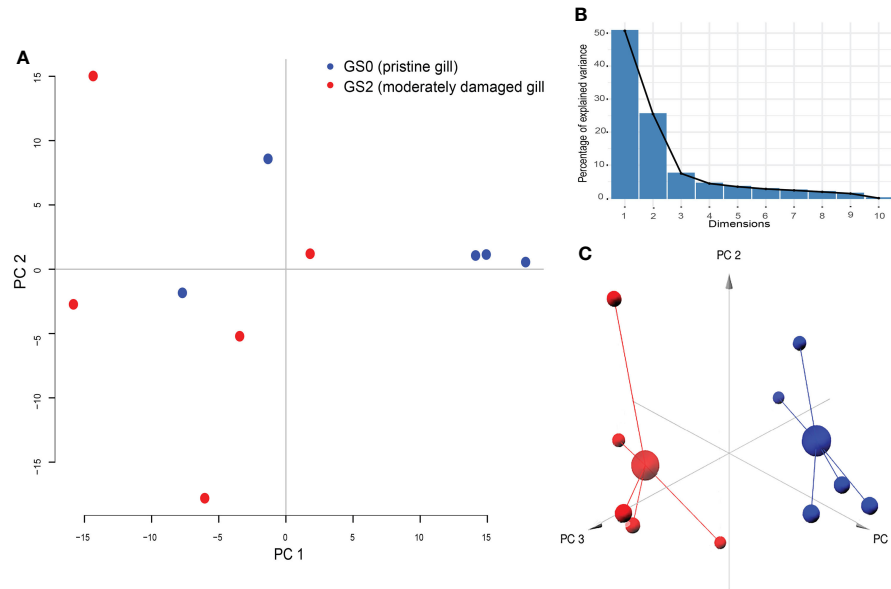 A
GS0 (pristine gill)
GS2 (moderately damaged gill
PC 2
15
10
5
0
−5
−10
−15
−15
−10
−5
0
5
10
15
PC 1
B
Percentage of explained variance
50
40
30
20
10
0
1 2 3 4 5 6 7 8 9 10
Dimensions
C
PC 2
PC 3
PC